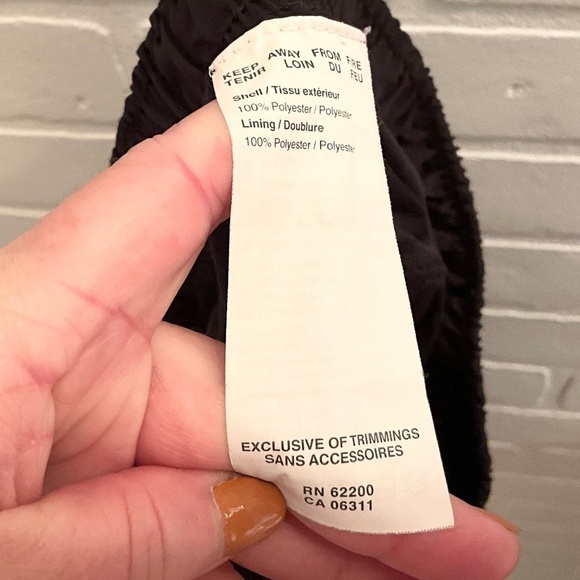 KEEP AWAY FROM FIRE
TENIR LOIN DU FEU
Shell / Tissu extérieur
100% Polyester / Polyester
Lining / Doublure
100% Polyester / Polyester
EXCLUSIVE OF TRIMMINGS
SANS ACCESSOIRES
RN 62200
CA 06311